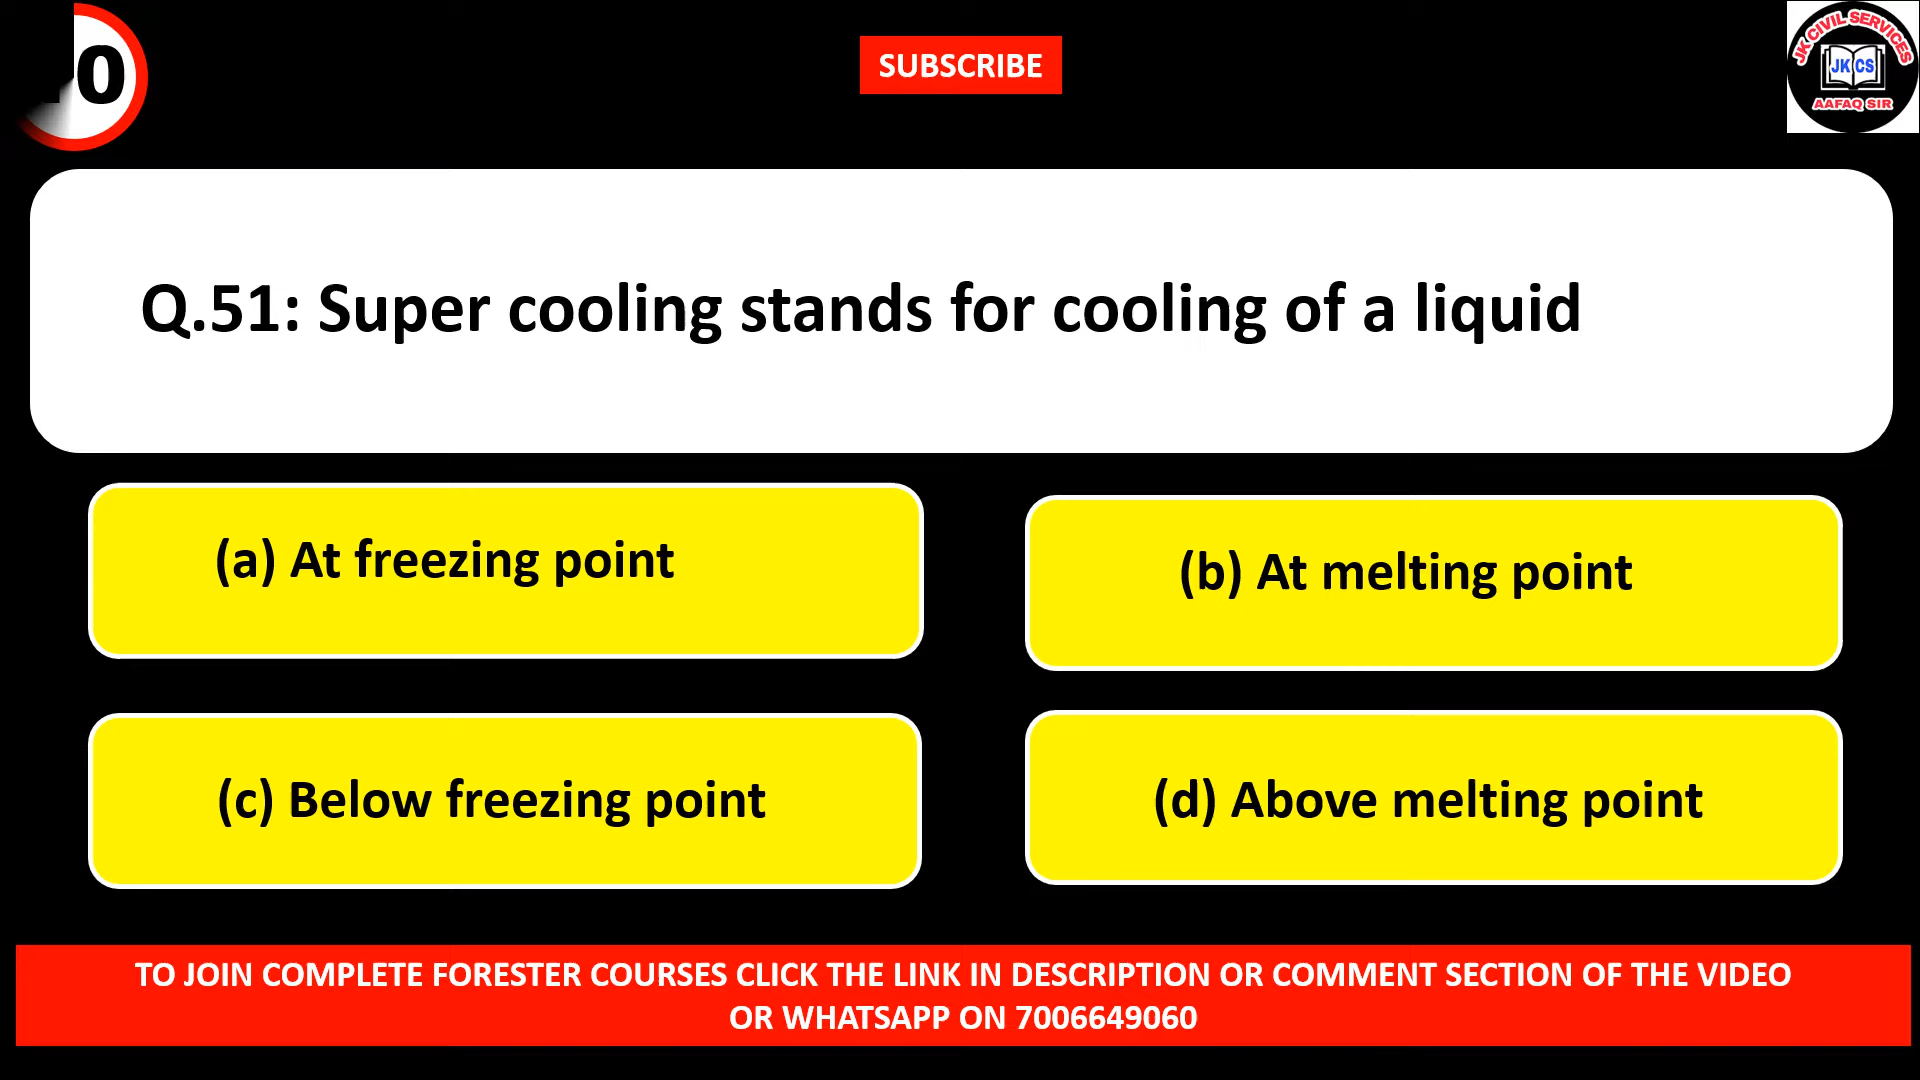 0
SUBSCRIBE
JK CIVIL SERVICES
JK CS
AAFAQ SIR
Q.51: Super cooling stands for cooling of a liquid
(a) At freezing point
(b) At melting point
(c) Below freezing point
(d) Above melting point
TO JOIN COMPLETE FORESTER COURSES CLICK THE LINK IN DESCRIPTION OR COMMENT SECTION OF THE VIDEO
OR WHATSAPP ON 7006649060